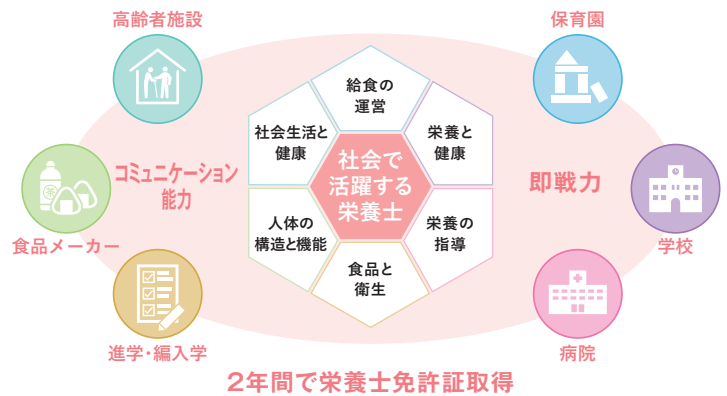 高齢者施設
保育園
給食の
運営
社会生活と
健康
栄養と
健康
社会で
活躍する
栄養士
コミュニケーション
能力
即戦力
人体の
構造と機能
栄養の
指導
食品と
衛生
食品メーカー
学校
進学・編入学
病院
2年間で栄養士免許証取得